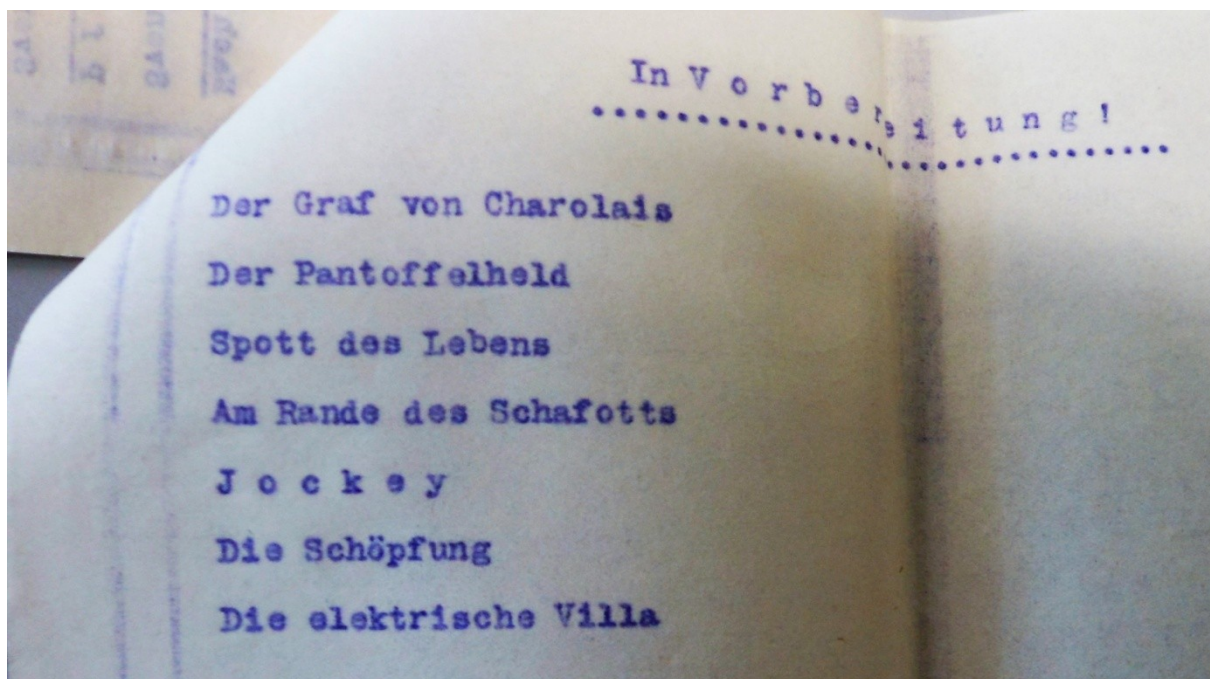 In Vorbereitung!
Der Graf von Charolais
Der Pantoffelheld
Spott des Lebens
Am Rande des Schafotts
Jockey
Die Schöpfung
Die elektrische Villa